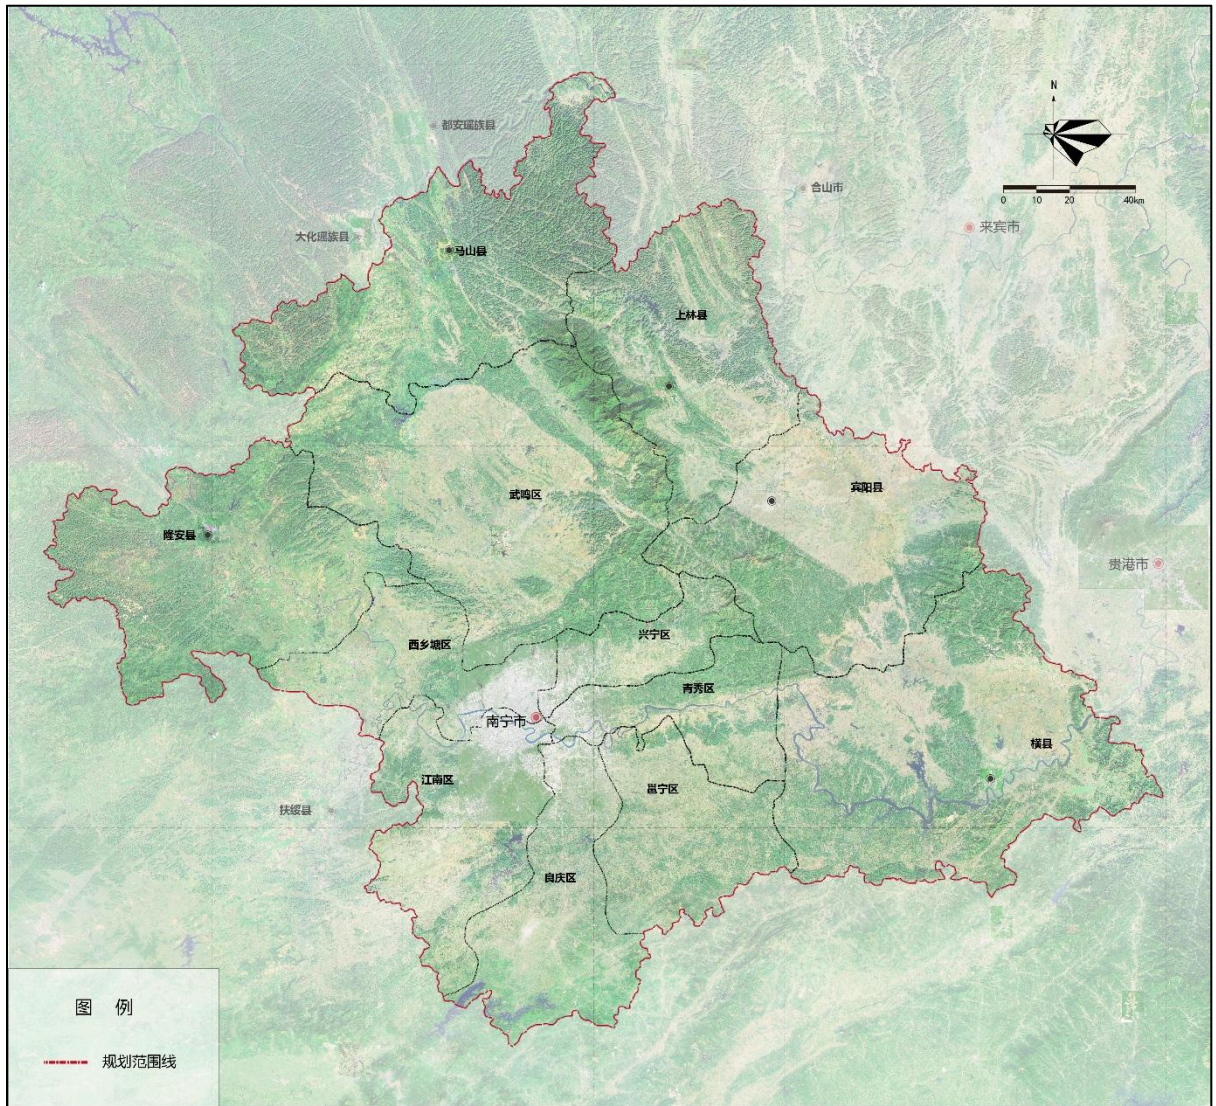 N
都安瑶族县
合山市
0 10 20 40km
来宾市
大化瑶族县
马山县
上林县
宾阳县
武鸣区
隆安县
贵港市
兴宁区
西乡塘区
青秀区
南宁市
横县
江南区
邕宁区
扶绥县
良庆区
图 例
规划范围线